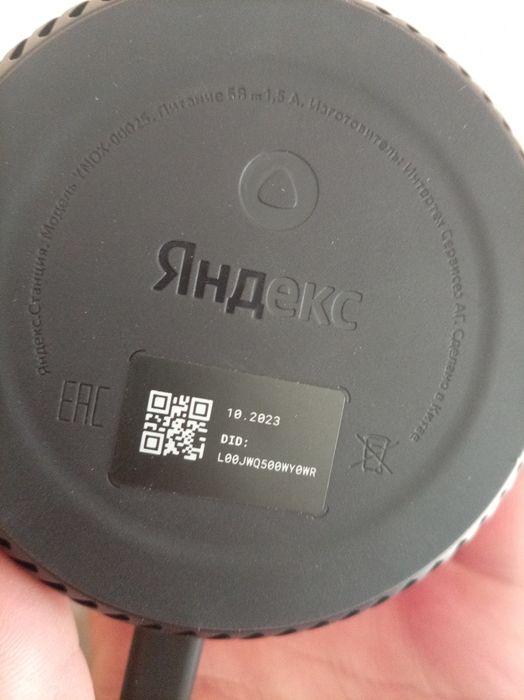 Яндекс.Станция. Модель YNDX-00025. Питание 5В ⎓ 1,5 А. Изготовитель: Интертех Сервисез АГ. Сделано в Китае
Яндекс
EAC
10.2023
DID:
L00JWQ500WY0WR